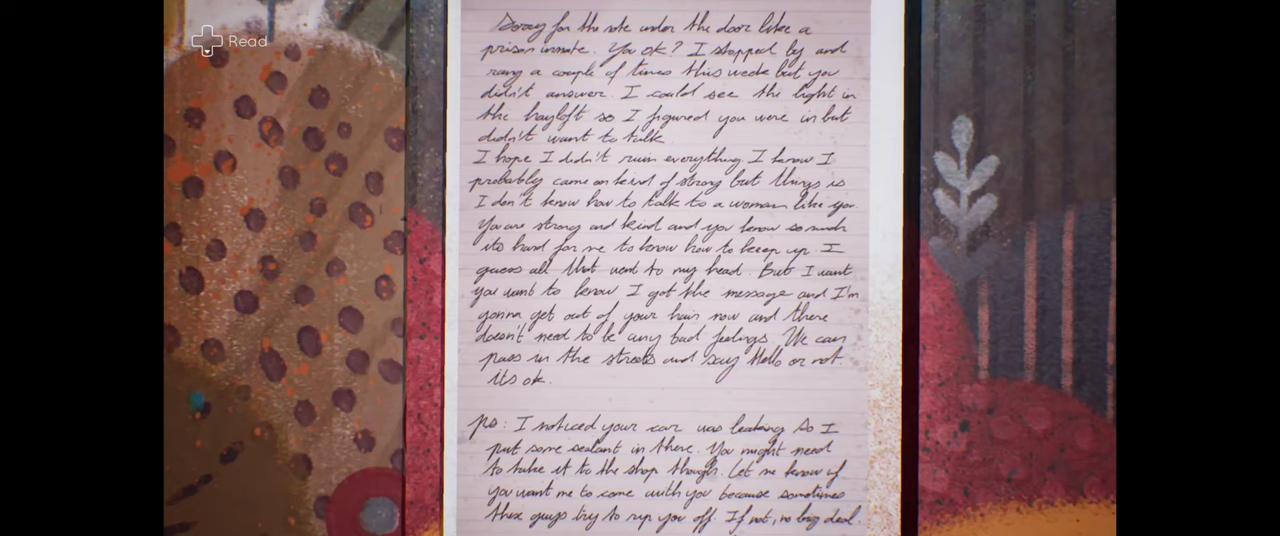 Read
Sorry for the note under the door like a
prison inmate. You ok? I stopped by and
rang a couple of times this week but you
didn't answer. I could see the light in
the hayloft so I figured you were in but
didn't want to talk.
I hope I didn't ruin everything. I know I
probably came on kind of strong but things is
I don't know how to talk to a woman like you.
You are strong and kind and you know so much
its hard for me to know how to keep up. I
guess all that went to my head. But I want
you want to know I got the message and I'm
gonna get out of your hair now and there
doesn't need to be any bad feelings. We can
pass in the streets and say Hello or not.
its ok.
ps: I noticed your car was leaking so I
put some sealant in there. You might need
to take it to the shop though. Let me know if
you want me to come with you because sometimes
these guys try to rip you off. If not, no big deal.